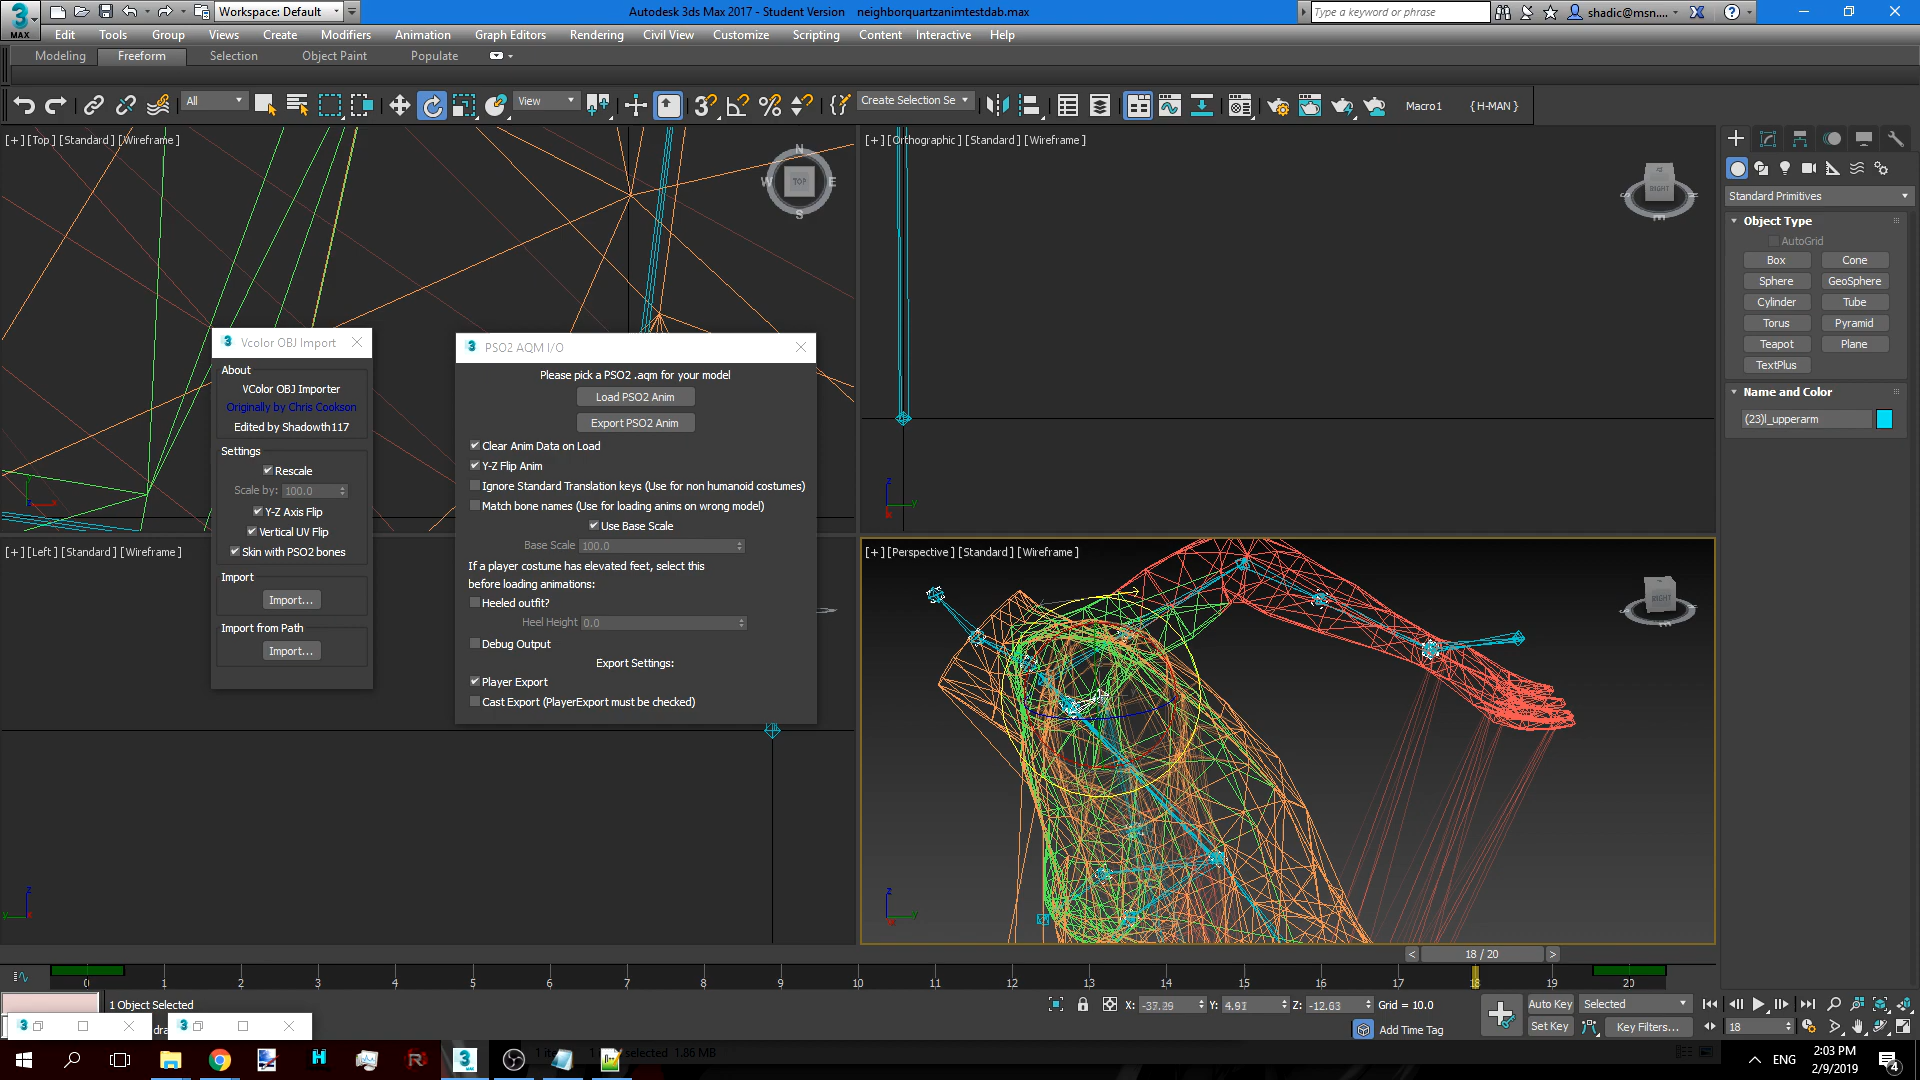 Workspace: Default
Autodesk 3ds Max 2017 - Student Version    neighborquartzanimtestdab.max
Type a keyword or phrase
shadic@msn....
MAX
Edit Tools Group Views Create Modifiers Animation Graph Editors Rendering Civil View Customize Scripting Content Interactive Help
Modeling Freeform Selection Object Paint Populate
All
View
Create Selection Se
Macro1
{H-MAN}
[+] [Top] [Standard] [Wireframe]
N
W
TOP
E
S
[+] [Orthographic] [Standard] [Wireframe]
RIGHT
Standard Primitives
Object Type
AutoGrid
Box Cone
Sphere GeoSphere
Cylinder Tube
Torus Pyramid
Teapot Plane
TextPlus
Name and Color
(23)l_upperarm
Vcolor OBJ Import
About
VColor OBJ Importer
Originally by Chris Cookson
Edited by Shadowth117
Settings
Rescale
Scale by: 100.0
Y-Z Axis Flip
Vertical UV Flip
Skin with PSO2 bones
Import
Import...
Import from Path
Import...
PSO2 AQM I/O
Please pick a PSO2 .aqm for your model
Load PSO2 Anim
Export PSO2 Anim
Clear Anim Data on Load
Y-Z Flip Anim
Ignore Standard Translation keys (Use for non humanoid costumes)
Match bone names (Use for loading anims on wrong model)
Use Base Scale
Base Scale 100.0
If a player costume has elevated feet, select this
before loading animations:
Heeled outfit?
Heel Height 0.0
Debug Output
Export Settings:
Player Export
Cast Export (PlayerExport must be checked)
[+] [Left] [Standard] [Wireframe]
[+] [Perspective] [Standard] [Wireframe]
RIGHT
z
y
x
< 18 / 20 >
0 1 2 3 4 5 6 7 8 9 10 11 12 13 14 15 16 17 18 19 20
1 Object Selected
X: -37.29 Y: 4.91 Z: -12.63 Grid = 10.0
Add Time Tag
Auto Key Selected
Set Key Key Filters...
18
selected 1.86 MB
ENG
2:03 PM
2/9/2019
4